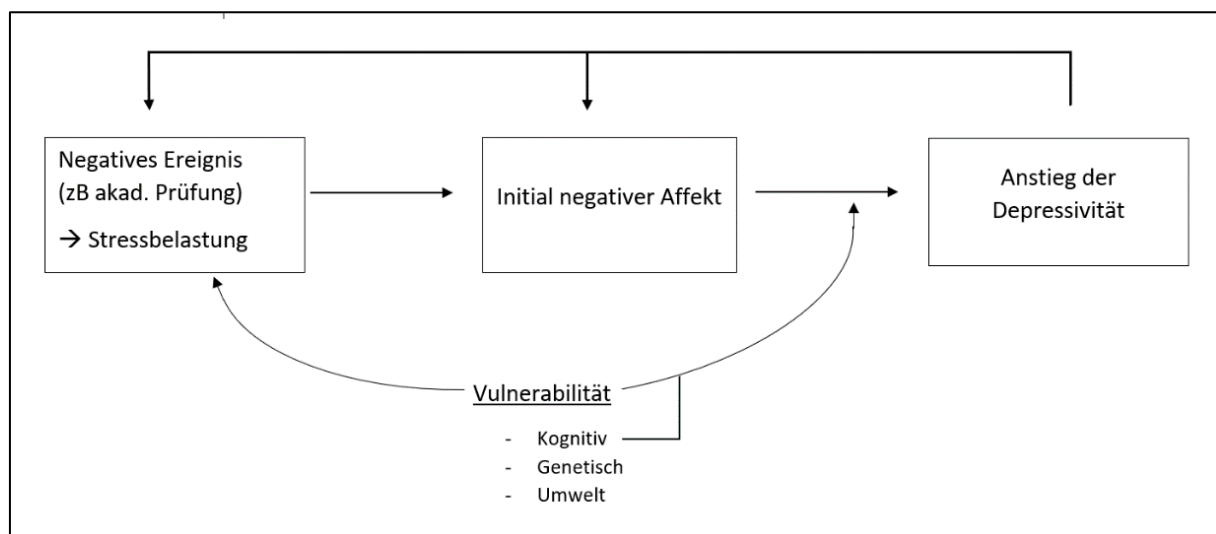 Negatives Ereignis
(zB akad. Prüfung)
→ Stressbelastung
Initial negativer Affekt
Anstieg der
Depressivität
Vulnerabilität
- Kognitiv
- Genetisch
- Umwelt